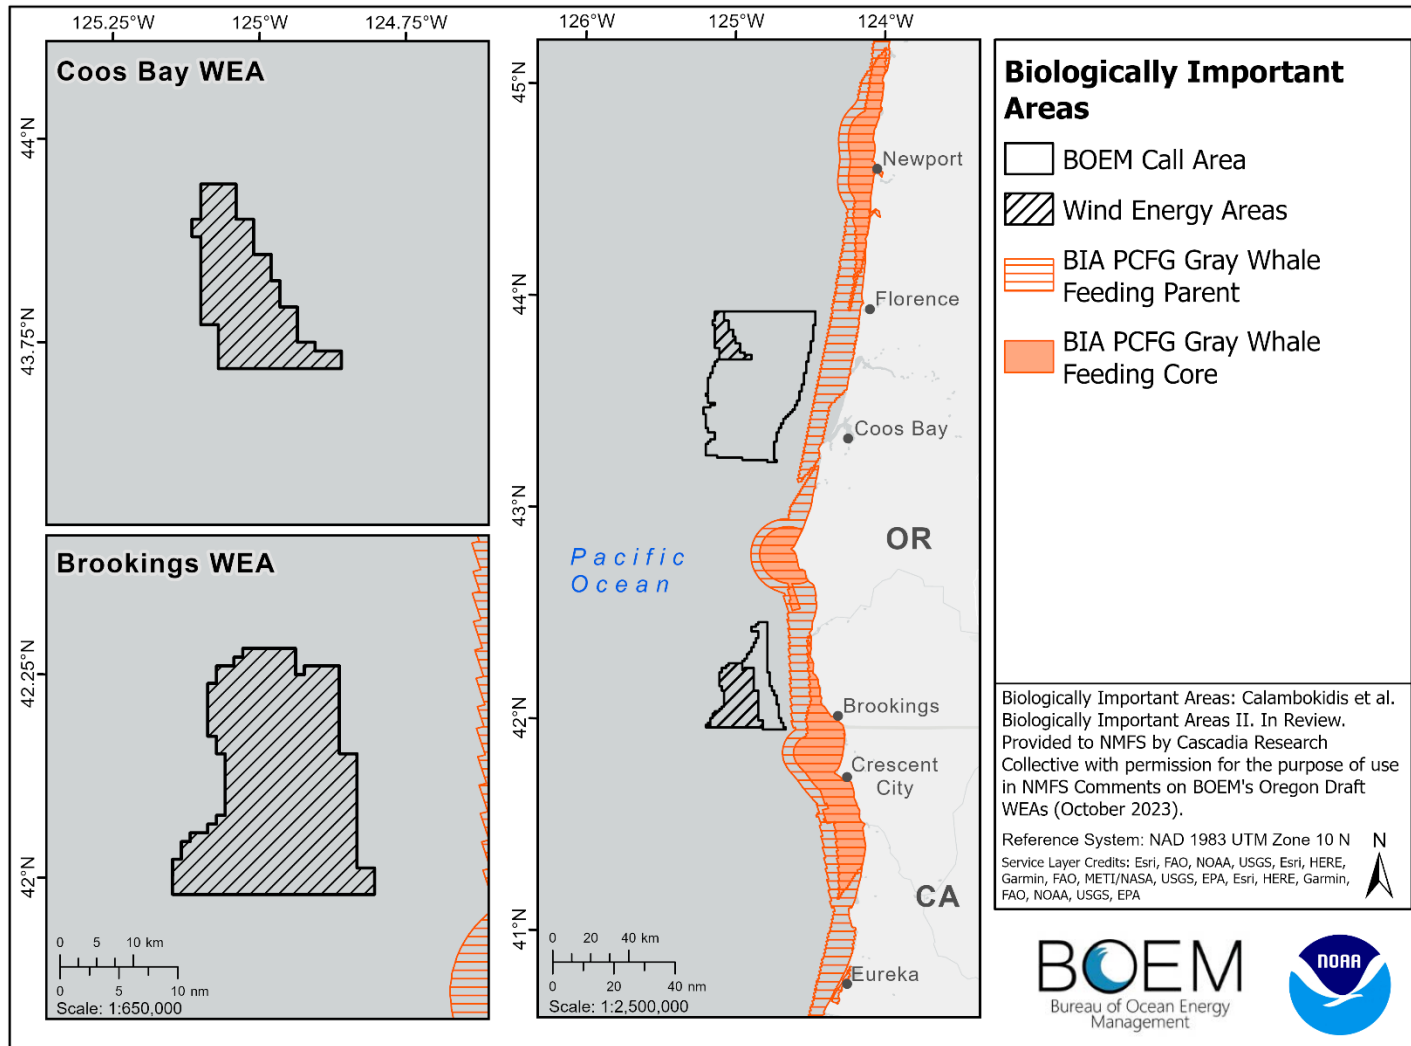 125.25°W
125°W
124.75°W
Coos Bay WEA
44°N
43.75°N
Brookings WEA
42.25°N
42°N
0 5 10 km
0 5 10 nm
Scale: 1:650,000
126°W
125°W
124°W
45°N
44°N
43°N
42°N
41°N
Newport
Florence
Coos Bay
OR
Pacific
Ocean
Brookings
Crescent
City
CA
Eureka
0 20 40 km
0 20 40 nm
Scale: 1:2,500,000
Biologically Important
Areas
BOEM Call Area
Wind Energy Areas
BIA PCFG Gray Whale
Feeding Parent
BIA PCFG Gray Whale
Feeding Core
Biologically Important Areas: Calambokidis et al.
Biologically Important Areas II. In Review.
Provided to NMFS by Cascadia Research
Collective with permission for the purpose of use
in NMFS Comments on BOEM's Oregon Draft
WEAs (October 2023).
Reference System: NAD 1983 UTM Zone 10 N
N
Service Layer Credits: Esri, FAO, NOAA, USGS, Esri, HERE,
Garmin, FAO, METI/NASA, USGS, EPA, Esri, HERE, Garmin,
FAO, NOAA, USGS, EPA
BOEM
Bureau of Ocean Energy
Management
NOAA